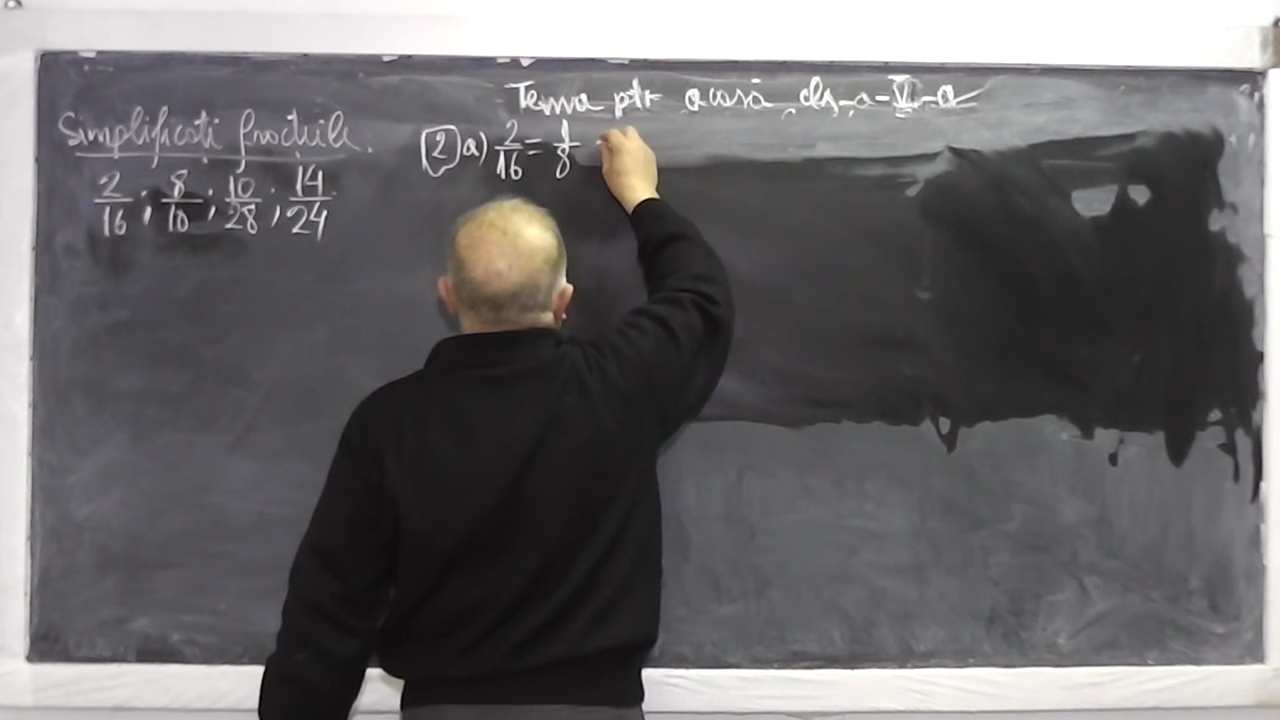 Tema ptr acasă cls-a-V-a
Simplificați fracțiile.
2/16 ; 8/10 ; 10/28 ; 14/24
2 a) 2/16 = 1/8